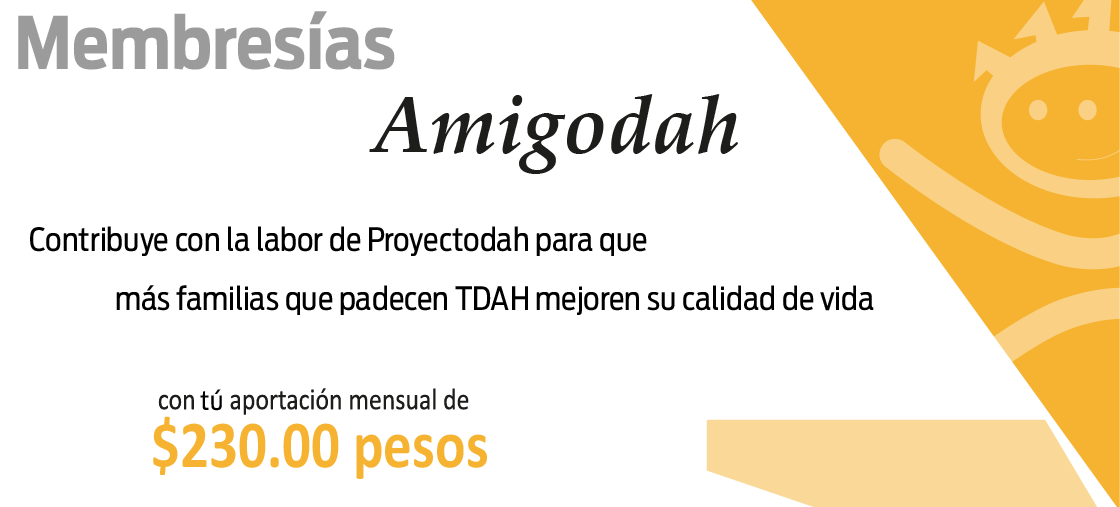 Membresías
Amigodah
Contribuye con la labor de Proyectodah para que
más familias que padecen TDAH mejoren su calidad de vida
con tú aportación mensual de
$230.00 pesos